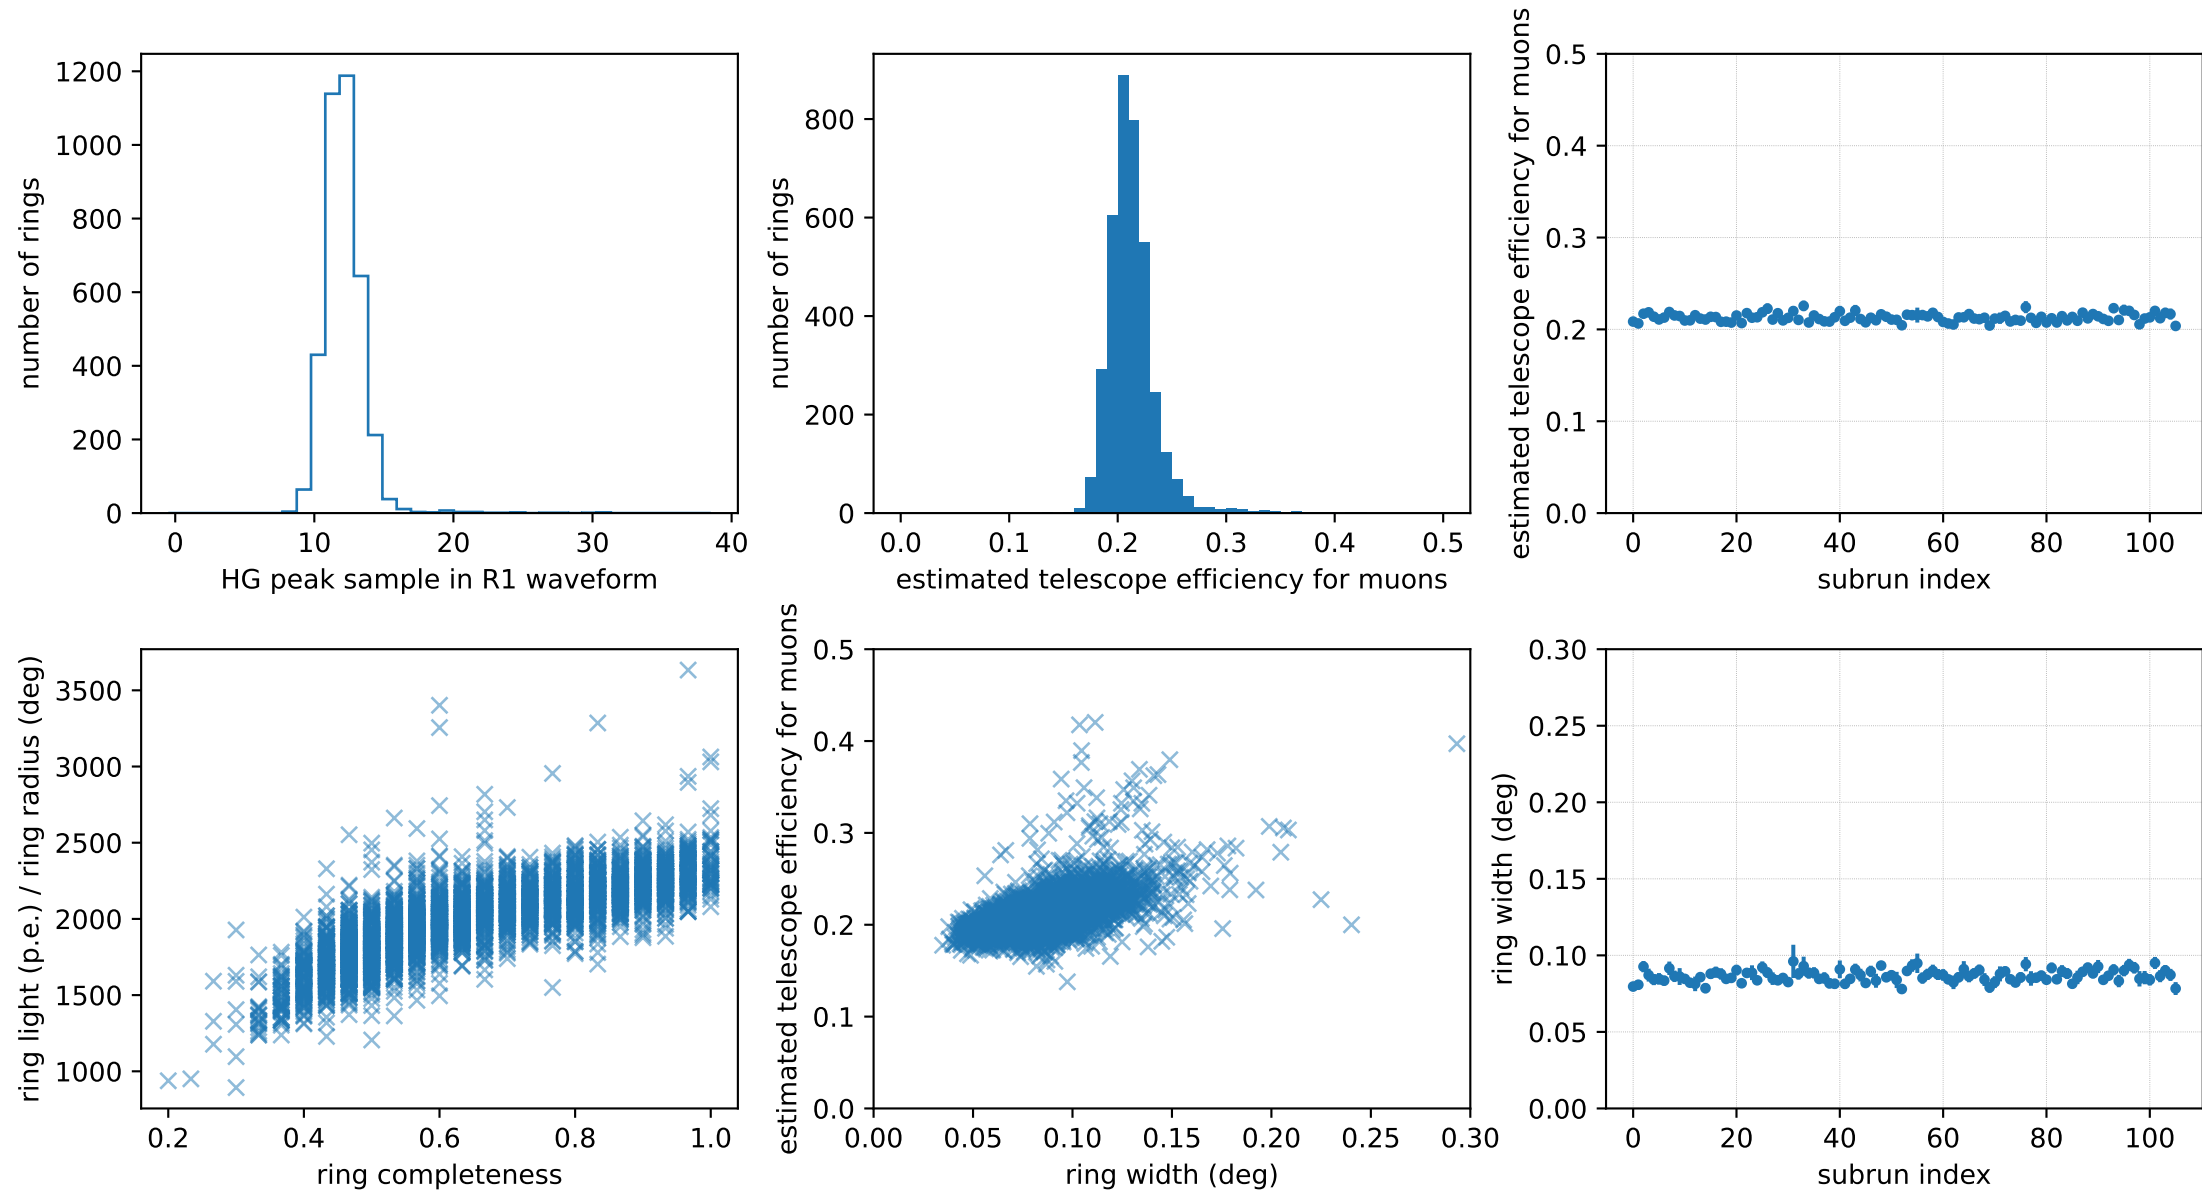 number of rings
1200
1000
800
600
400
200
0
0 10 20 30 40
HG peak sample in R1 waveform
number of rings
800
600
400
200
0
0.0 0.1 0.2 0.3 0.4 0.5
estimated telescope efficiency for muons
estimated telescope efficiency for muons
0.5
0.4
0.3
0.2
0.1
0.0
0 20 40 60 80 100
subrun index
ring light (p.e.) / ring radius (deg)
3500
3000
2500
2000
1500
1000
0.2 0.4 0.6 0.8 1.0
ring completeness
estimated telescope efficiency for muons
0.5
0.4
0.3
0.2
0.1
0.0
0.00 0.05 0.10 0.15 0.20 0.25 0.30
ring width (deg)
ring width (deg)
0.30
0.25
0.20
0.15
0.10
0.05
0.00
0 20 40 60 80 100
subrun index